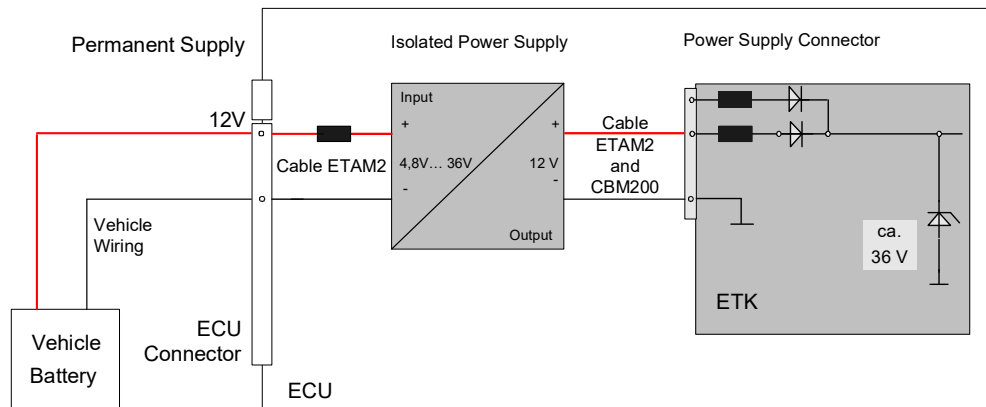 Permanent Supply
Isolated Power Supply
Power Supply Connector
Input
12V
+
+
Cable
ETAM2
and
CBM200
Cable ETAM2
4,8V… 36V
12 V
-
-
Vehicle
Wiring
Output
ca.
36 V
ETK
ECU
Connector
Vehicle
Battery
ECU